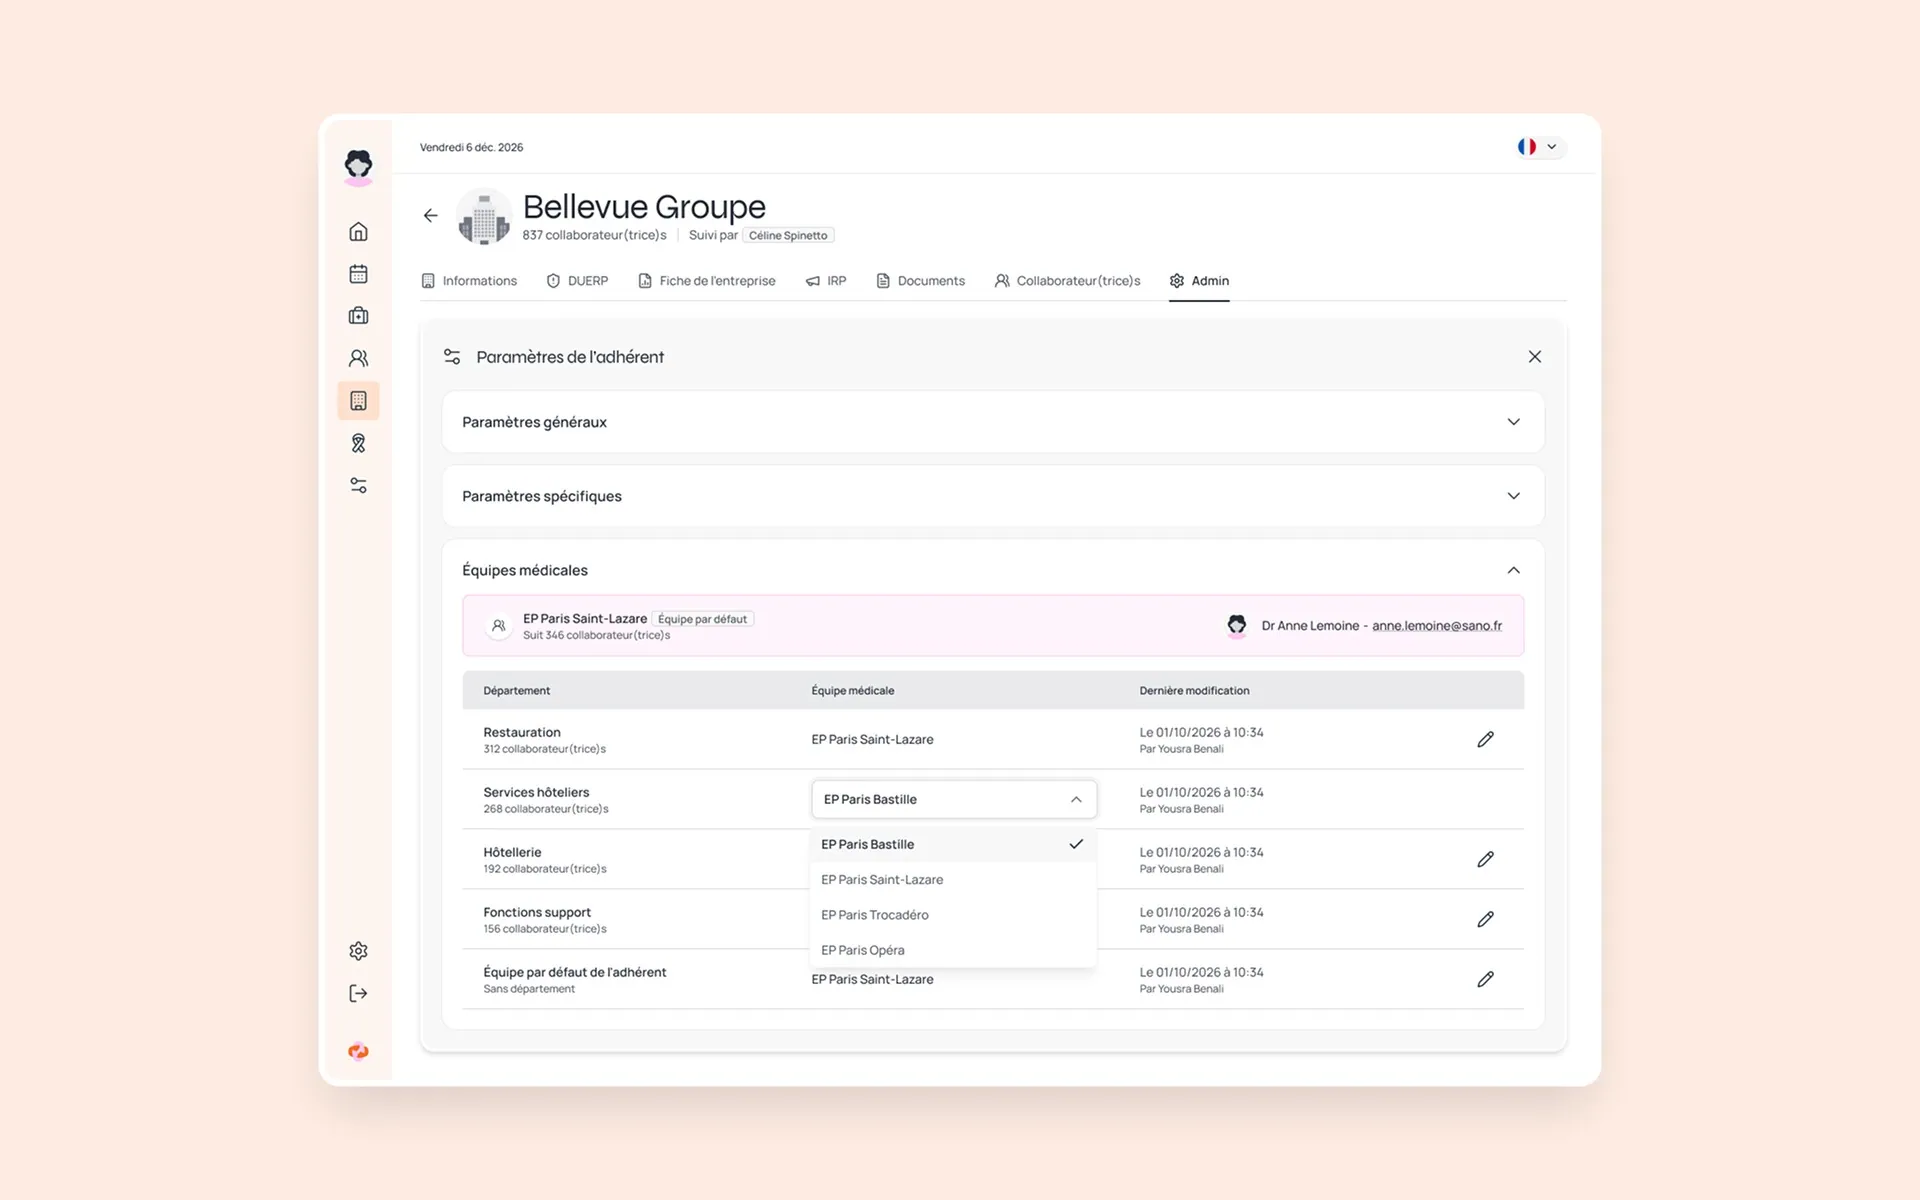 Vendredi 6 déc. 2026
Bellevue Groupe
837 collaborateur(trice)s Suivi par Céline Spinetto
Informations DUERP Fiche de l'entreprise IRP Documents Collaborateur(trice)s Admin
Paramètres de l'adhérent
Paramètres généraux
Paramètres spécifiques
Équipes médicales
EP Paris Saint-Lazare Équipe par défaut
Suit 346 collaborateur(trice)s
Dr Anne Lemoine - anne.lemoine@sano.fr
Département Équipe médicale Dernière modification
Restauration
312 collaborateur(trice)s
EP Paris Saint-Lazare
Le 01/10/2026 à 10:34
Par Yousra Benali
Services hôteliers
268 collaborateur(trice)s
EP Paris Bastille
Le 01/10/2026 à 10:34
Par Yousra Benali
EP Paris Bastille
EP Paris Saint-Lazare
EP Paris Trocadéro
EP Paris Opéra
Hôtellerie
192 collaborateur(trice)s
Le 01/10/2026 à 10:34
Par Yousra Benali
Fonctions support
156 collaborateur(trice)s
Le 01/10/2026 à 10:34
Par Yousra Benali
Équipe par défaut de l'adhérent
Sans département
EP Paris Saint-Lazare
Le 01/10/2026 à 10:34
Par Yousra Benali